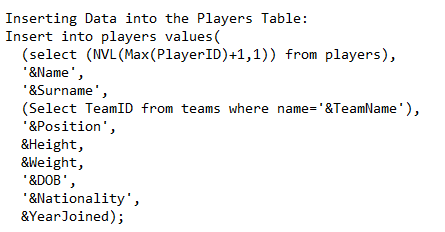 Inserting Data into the Players Table:
Insert into players values(
(select (NVL(Max(PlayerID)+1,1)) from players),
'&Name',
'&Surname',
(Select TeamID from teams where name='&TeamName'),
'&Position',
&Height,
&Weight,
'&DOB',
'&Nationality',
&YearJoined);